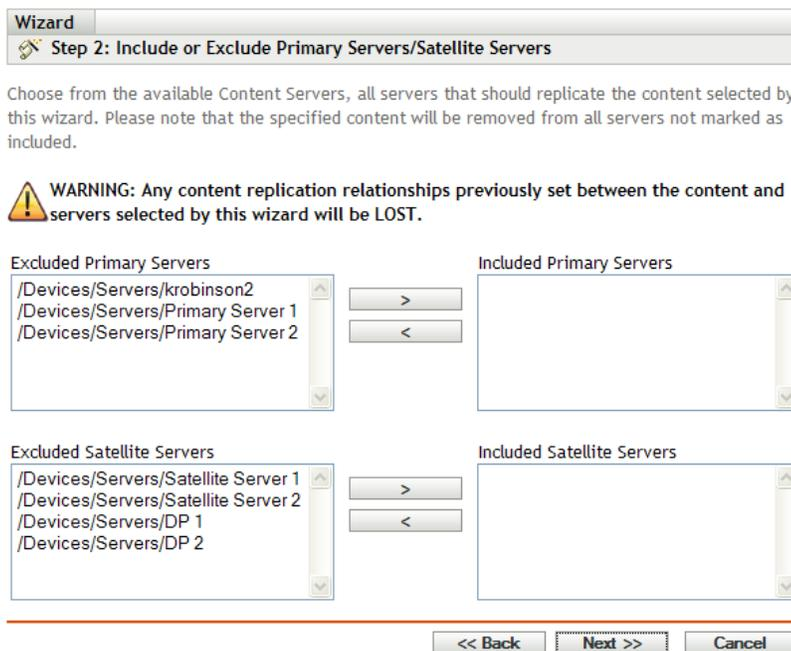 Wizard
Step 2: Include or Exclude Primary Servers/Satellite Servers
Choose from the available Content Servers, all servers that should replicate the content selected by
this wizard. Please note that the specified content will be removed from all servers not marked as
included.
WARNING: Any content replication relationships previously set between the content and
servers selected by this wizard will be LOST.
Excluded Primary Servers
Included Primary Servers
/Devices/Servers/krobinson2
/Devices/Servers/Primary Server 1
/Devices/Servers/Primary Server 2
>
<
Excluded Satellite Servers
Included Satellite Servers
/Devices/Servers/Satellite Server 1
/Devices/Servers/Satellite Server 2
/Devices/Servers/DP 1
/Devices/Servers/DP 2
>
<
<< Back
Next >>
Cancel